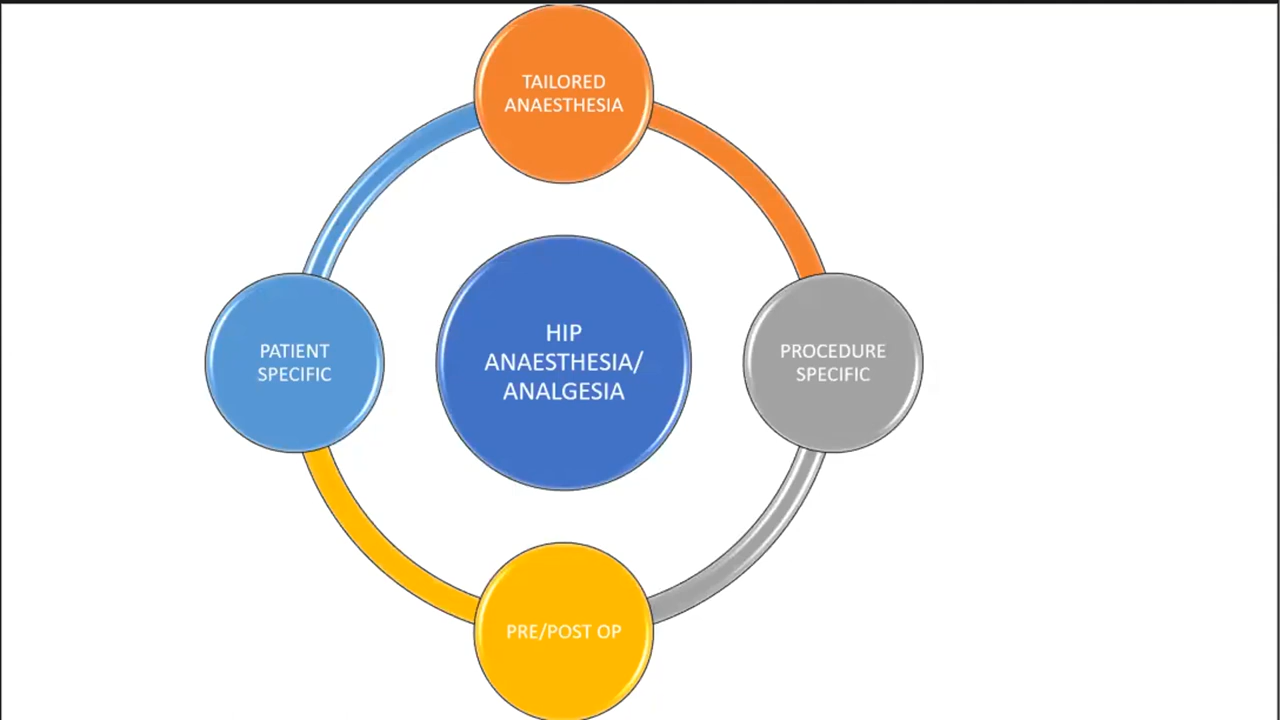 TAILORED
ANAESTHESIA
HIP
ANAESTHESIA/
ANALGESIA
PATIENT
SPECIFIC
PROCEDURE
SPECIFIC
PRE/POST OP